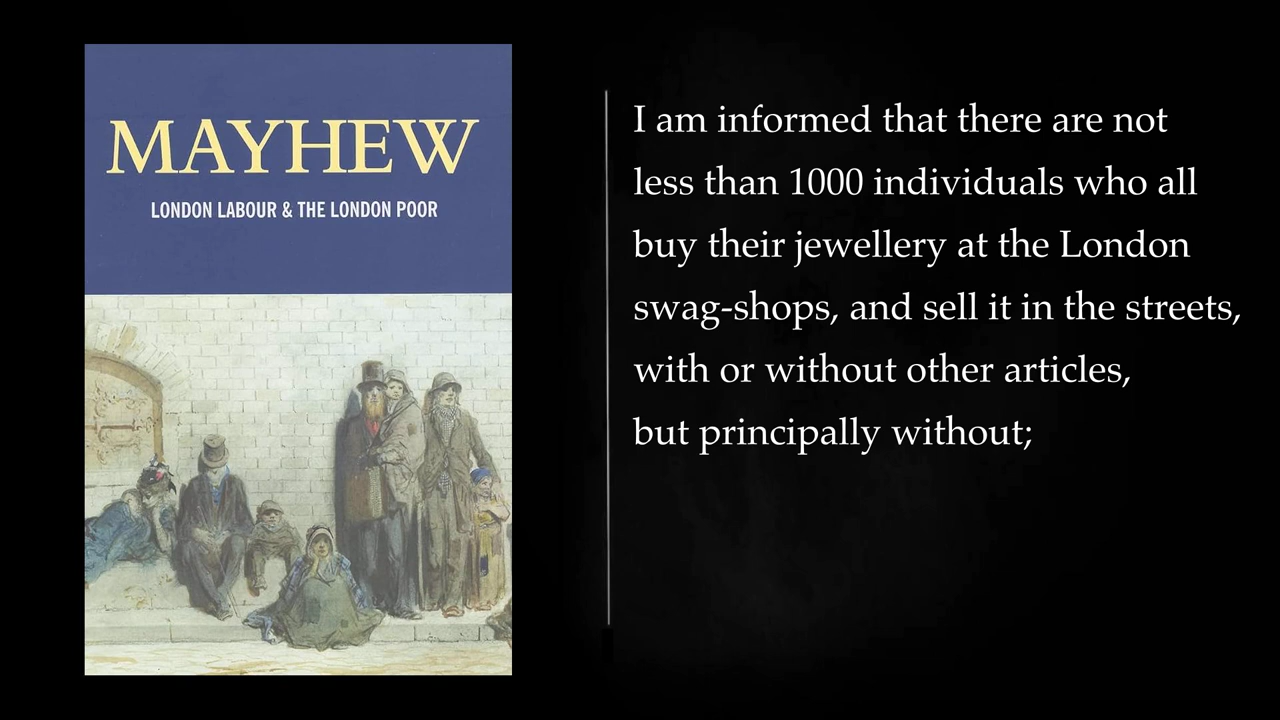 MAYHEW
LONDON LABOUR & THE LONDON POOR
I am informed that there are not
less than 1000 individuals who all
buy their jewellery at the London
swag-shops, and sell it in the streets,
with or without other articles,
but principally without;